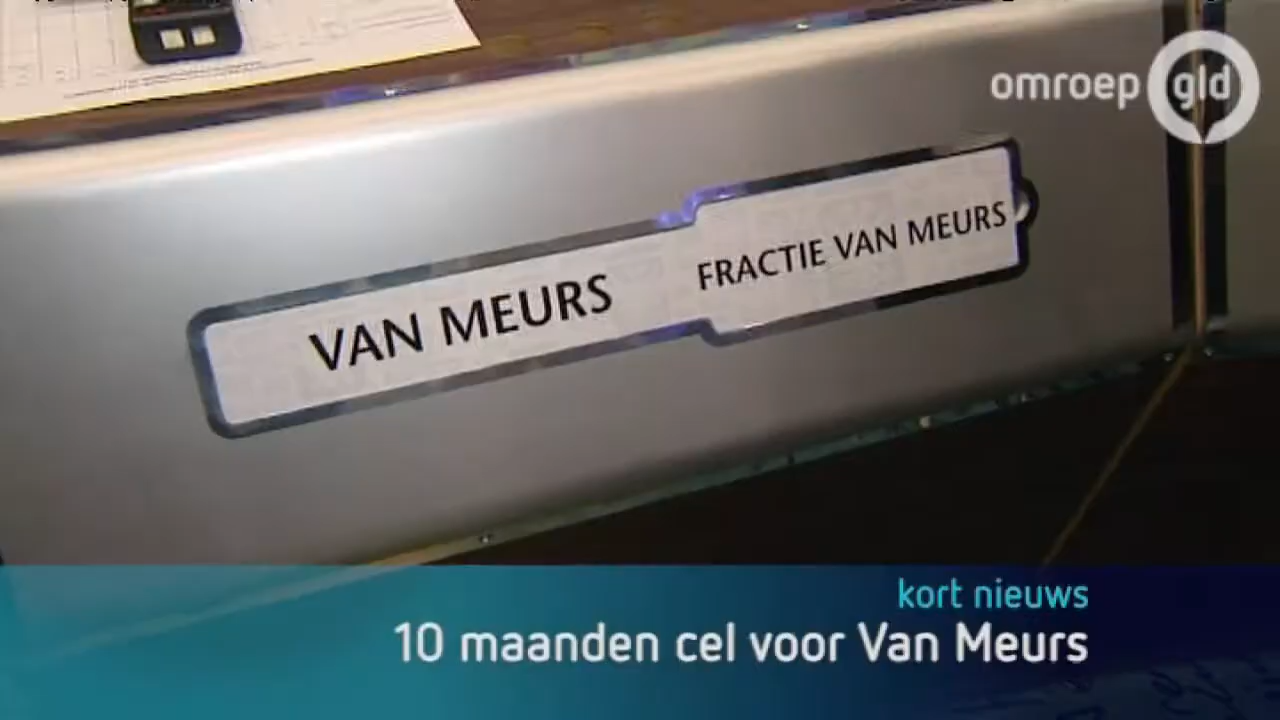 omroep gld
VAN MEURS
FRACTIE VAN MEURS
kort nieuws
10 maanden cel voor Van Meurs